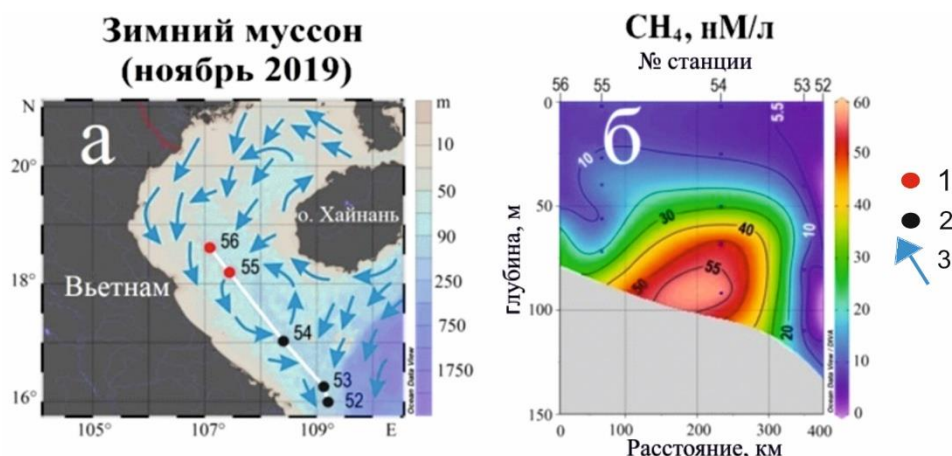 Зимний муссон
(ноябрь 2019)
а
N
20°
18°
16°
105°
107°
109°
E
Вьетнам
о. Хайнань
56
55
54
53
52
m
10
50
90
250
750
1750
Ocean Data View
CH₄, нМ/л
№ станции
56 55 54 53 52
б
Глубина, м
0
50
100
150
0 100 200 300 400
Расстояние, км
5.5
10
30
40
50
55
20
10
60
50
40
30
20
10
0
Ocean Data View / DIVA
1
2
3